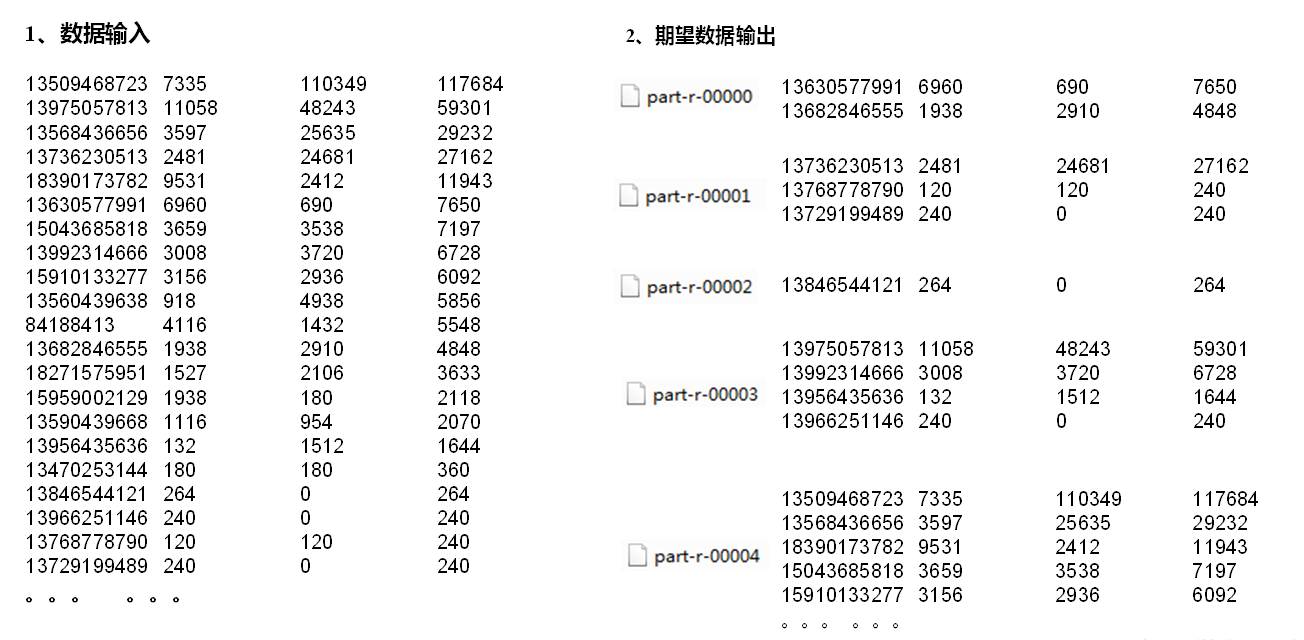 1、数据输入
13509468723 7335 110349 117684
13975057813 11058 48243 59301
13568436656 3597 25635 29232
13736230513 2481 24681 27162
18390173782 9531 2412 11943
13630577991 6960 690 7650
15043685818 3659 3538 7197
13992314666 3008 3720 6728
15910133277 3156 2936 6092
13560439638 918 4938 5856
84188413 4116 1432 5548
13682846555 1938 2910 4848
18271575951 1527 2106 3633
15959002129 1938 180 2118
13590439668 1116 954 2070
13956435636 132 1512 1644
13470253144 180 180 360
13846544121 264 0 264
13966251146 240 0 240
13768778790 120 120 240
13729199489 240 0 240
。。。 。。。
2、期望数据输出
part-r-00000
13630577991 6960 690 7650
13682846555 1938 2910 4848
part-r-00001
13736230513 2481 24681 27162
13768778790 120 120 240
13729199489 240 0 240
part-r-00002
13846544121 264 0 264
part-r-00003
13975057813 11058 48243 59301
13992314666 3008 3720 6728
13956435636 132 1512 1644
13966251146 240 0 240
part-r-00004
13509468723 7335 110349 117684
13568436656 3597 25635 29232
18390173782 9531 2412 11943
15043685818 3659 3538 7197
15910133277 3156 2936 6092
。。。 。。。